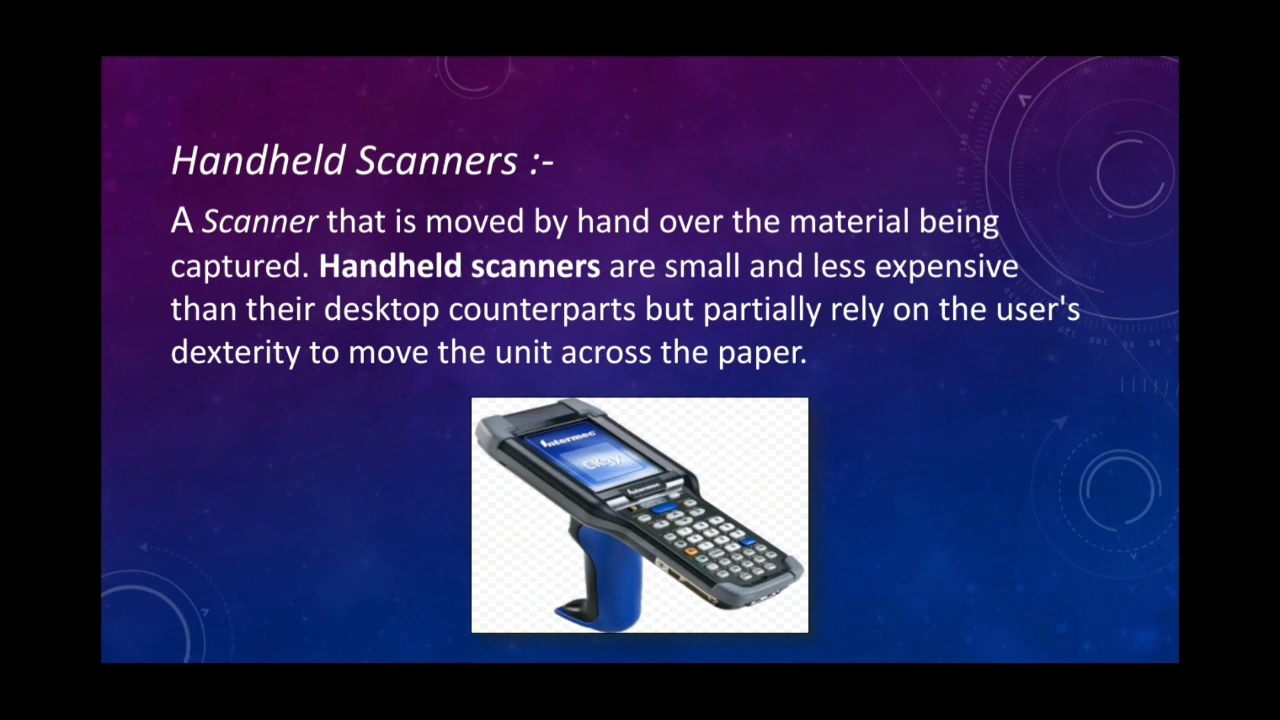 Handheld Scanners :-
A Scanner that is moved by hand over the material being
captured. Handheld scanners are small and less expensive
than their desktop counterparts but partially rely on the user's
dexterity to move the unit across the paper.
Intermec
CK3X
Intermec